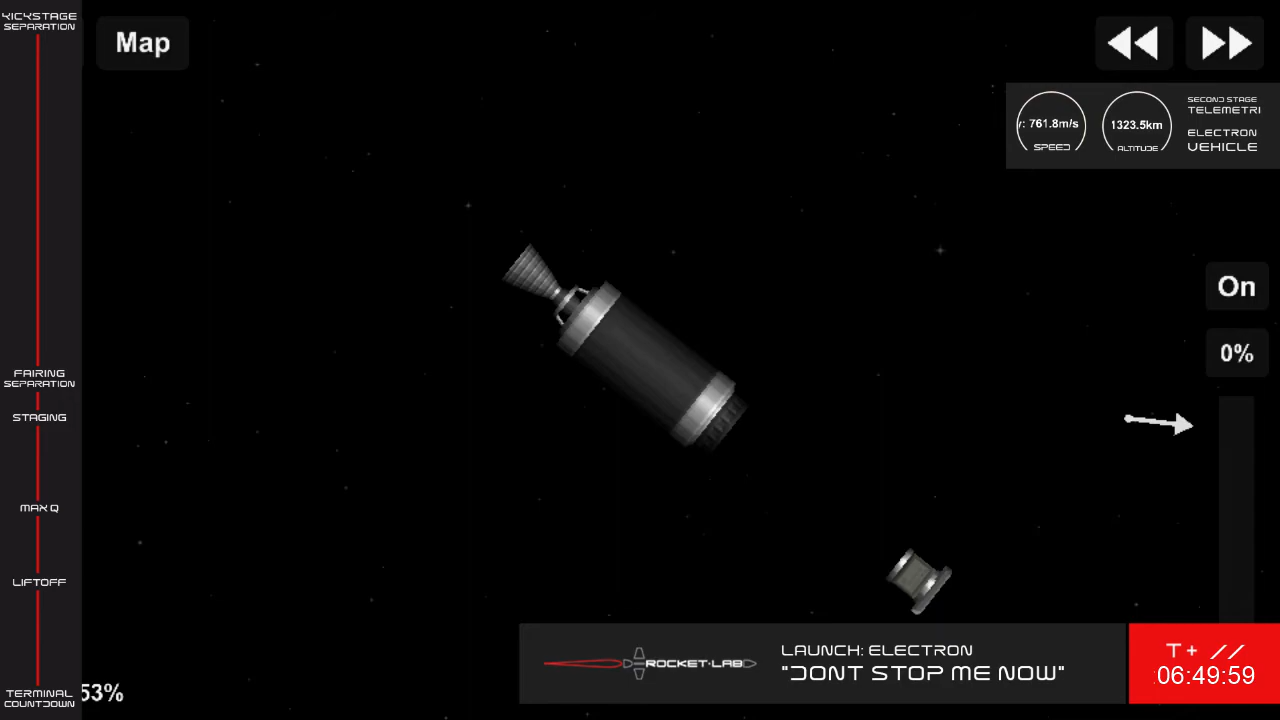 KICKSTAGE
SEPARATION
Map
: 761.8m/s
SPEED
1323.5km
ALTITUDE
SECOND STAGE
TELEMETRI
ELECTRON
VEHICLE
On
0%
FAIRING
SEPARATION
STAGING
MAX Q
LIFTOFF
TERMINAL
COUNTDOWN
53%
ROCKET·LAB
LAUNCH: ELECTRON
"DONT STOP ME NOW"
T+ //
06:49:59